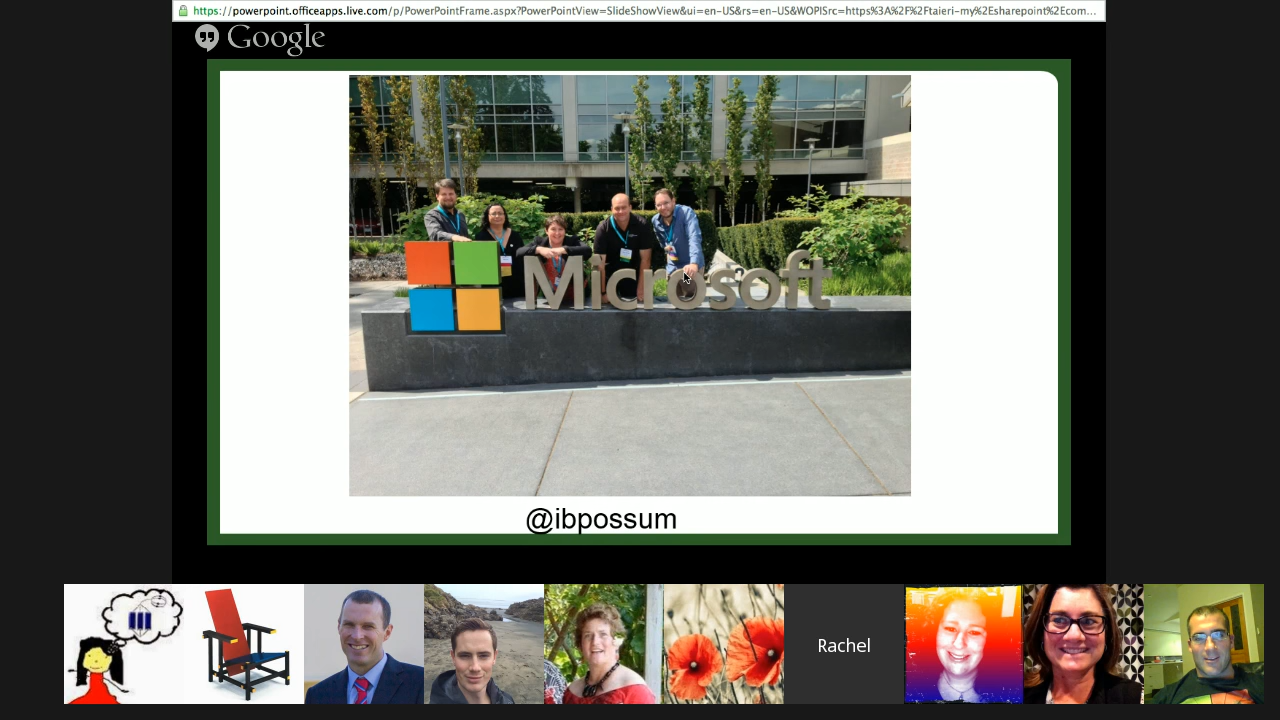 https://powerpoint.officeapps.live.com/p/PowerPointFrame.aspx?PowerPointView=SlideShowView&ui=en-US&rs=en-US&WOPISrc=https%3A%2F%2Ftaieri-my%2Esharepoint%2Ecom...
Google
Microsoft
@ibpossum
Rachel